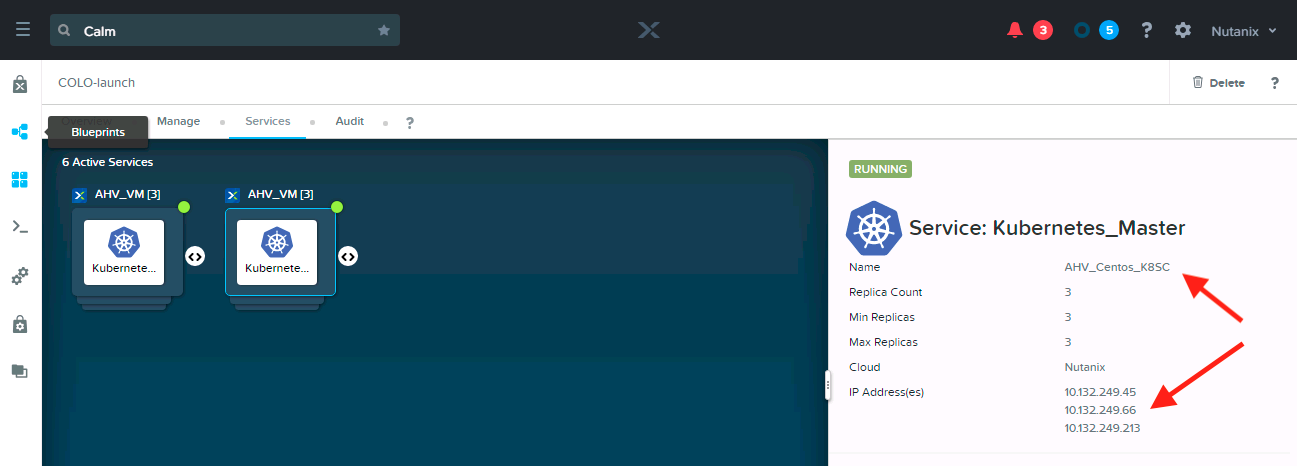 Calm
3
5
?
Nutanix
COLO-launch
Delete
?
Blueprints
Manage
Services
Audit
?
6 Active Services
AHV_VM [3]
AHV_VM [3]
Kubernete...
Kubernete...
RUNNING
Service: Kubernetes_Master
Name AHV_Centos_K8SC
Replica Count 3
Min Replicas 3
Max Replicas 3
Cloud Nutanix
IP Address(es) 10.132.249.45
10.132.249.66
10.132.249.213